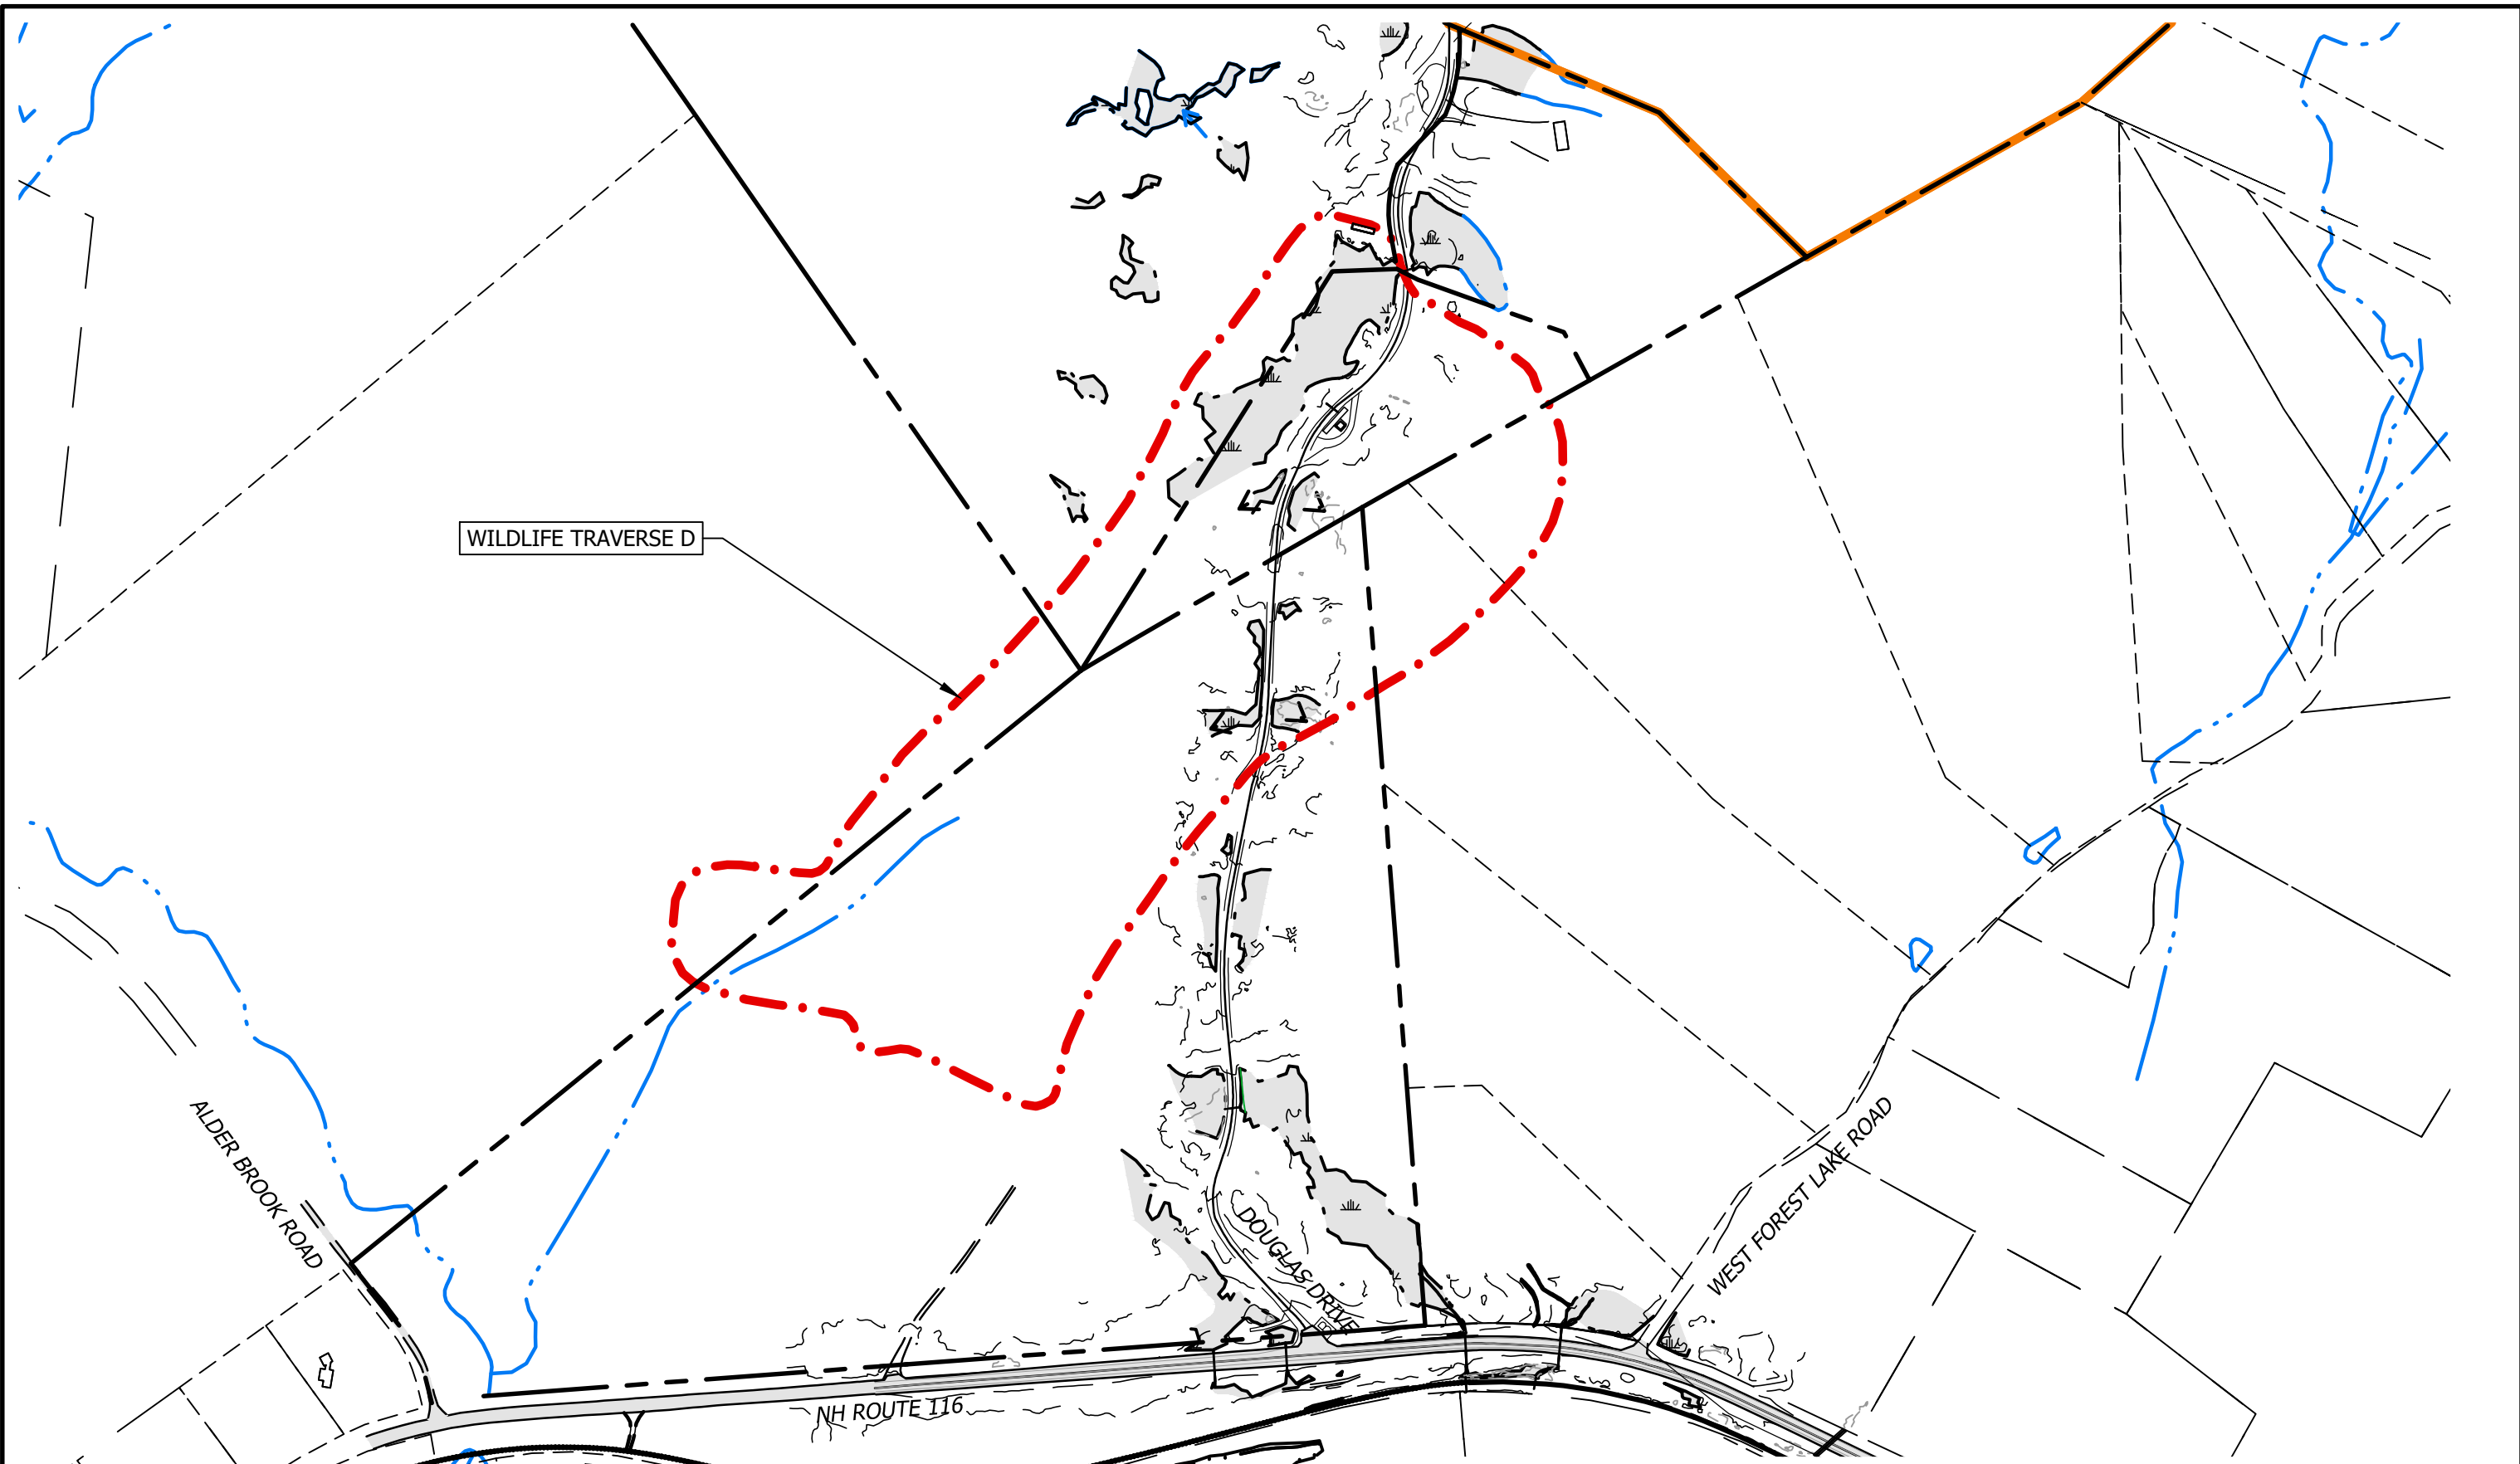 WILDLIFE TRAVERSE D
ALDER BROOK ROAD
DOUGLAS DRIVE
WEST FOREST LAKE ROAD
NH ROUTE 116